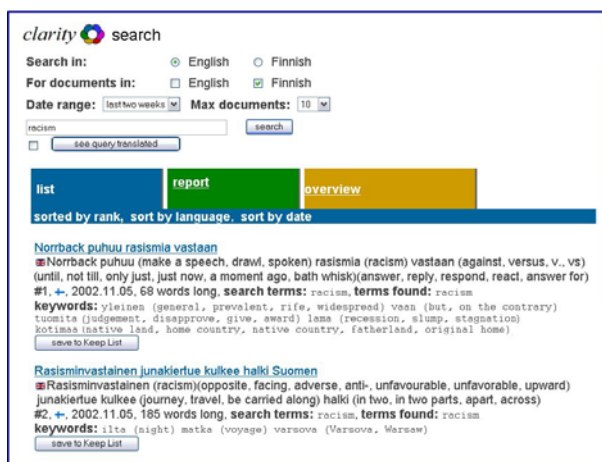 clarity search
Search in: English Finnish
For documents in: English Finnish
Date range: last two weeks Max documents: 10
racism search
see query translated
list report overview
sorted by rank, sort by language, sort by date
Norrback puhuu rasismia vastaan
Norrback puhuu (make a speech, drawl, spoken) rasismia (racism) vastaan (against, versus, v., vs)
(until, not till, only just, just now, a moment ago, bath whisk)(answer, reply, respond, react, answer for)
#1, 2002.11.05, 68 words long, search terms: racism, terms found: racism
keywords: yleinen (general, prevalent, rife, widespread) vaan (but, on the contrary)
tuomita (judgement, disapprove, give, award) lama (recession, slump, stagnation)
kotimaa (native land, home country, native country, fatherland, original home)
save to Keep List
Rasisminvastainen junakiertue kulkee halki Suomen
Rasisminvastainen (racism)(opposite, facing, adverse, anti-, unfavourable, unfavorable, upward)
junakiertue kulkee (journey, travel, be carried along) halki (in two, in two parts, apart, across)
#2, 2002.11.05, 185 words long, search terms: racism, terms found: racism
keywords: ilta (night) matka (voyage) varsova (Varsova, Warsaw)
save to Keep List